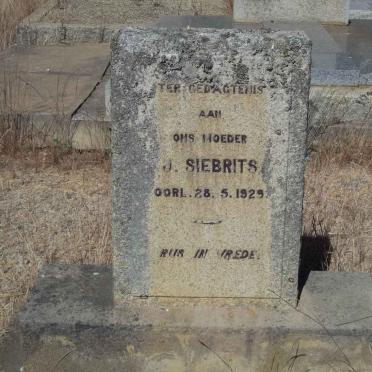 TER GEDAGTENIS
AAN
ONS MOEDER
J. SIEBRITS
OORL. 28. 5. 1929.
RUS IN VREDE.